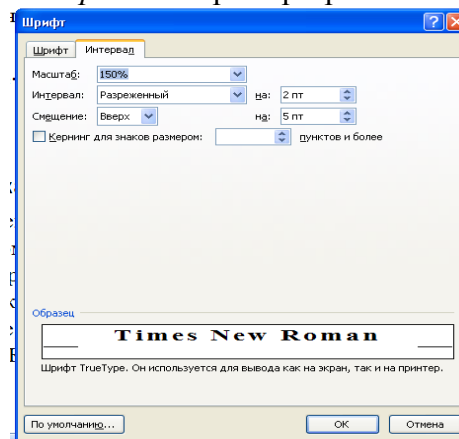 Шрифт
Шрифт Интервал
Масштаб: 150%
Интервал: Разреженный на: 2 пт
Смещение: Вверх на: 5 пт
Кернинг для знаков размером: пунктов и более
Образец
Times New Roman
Шрифт TrueType. Он используется для вывода как на экран, так и на принтер.
По умолчанию... ОК Отмена